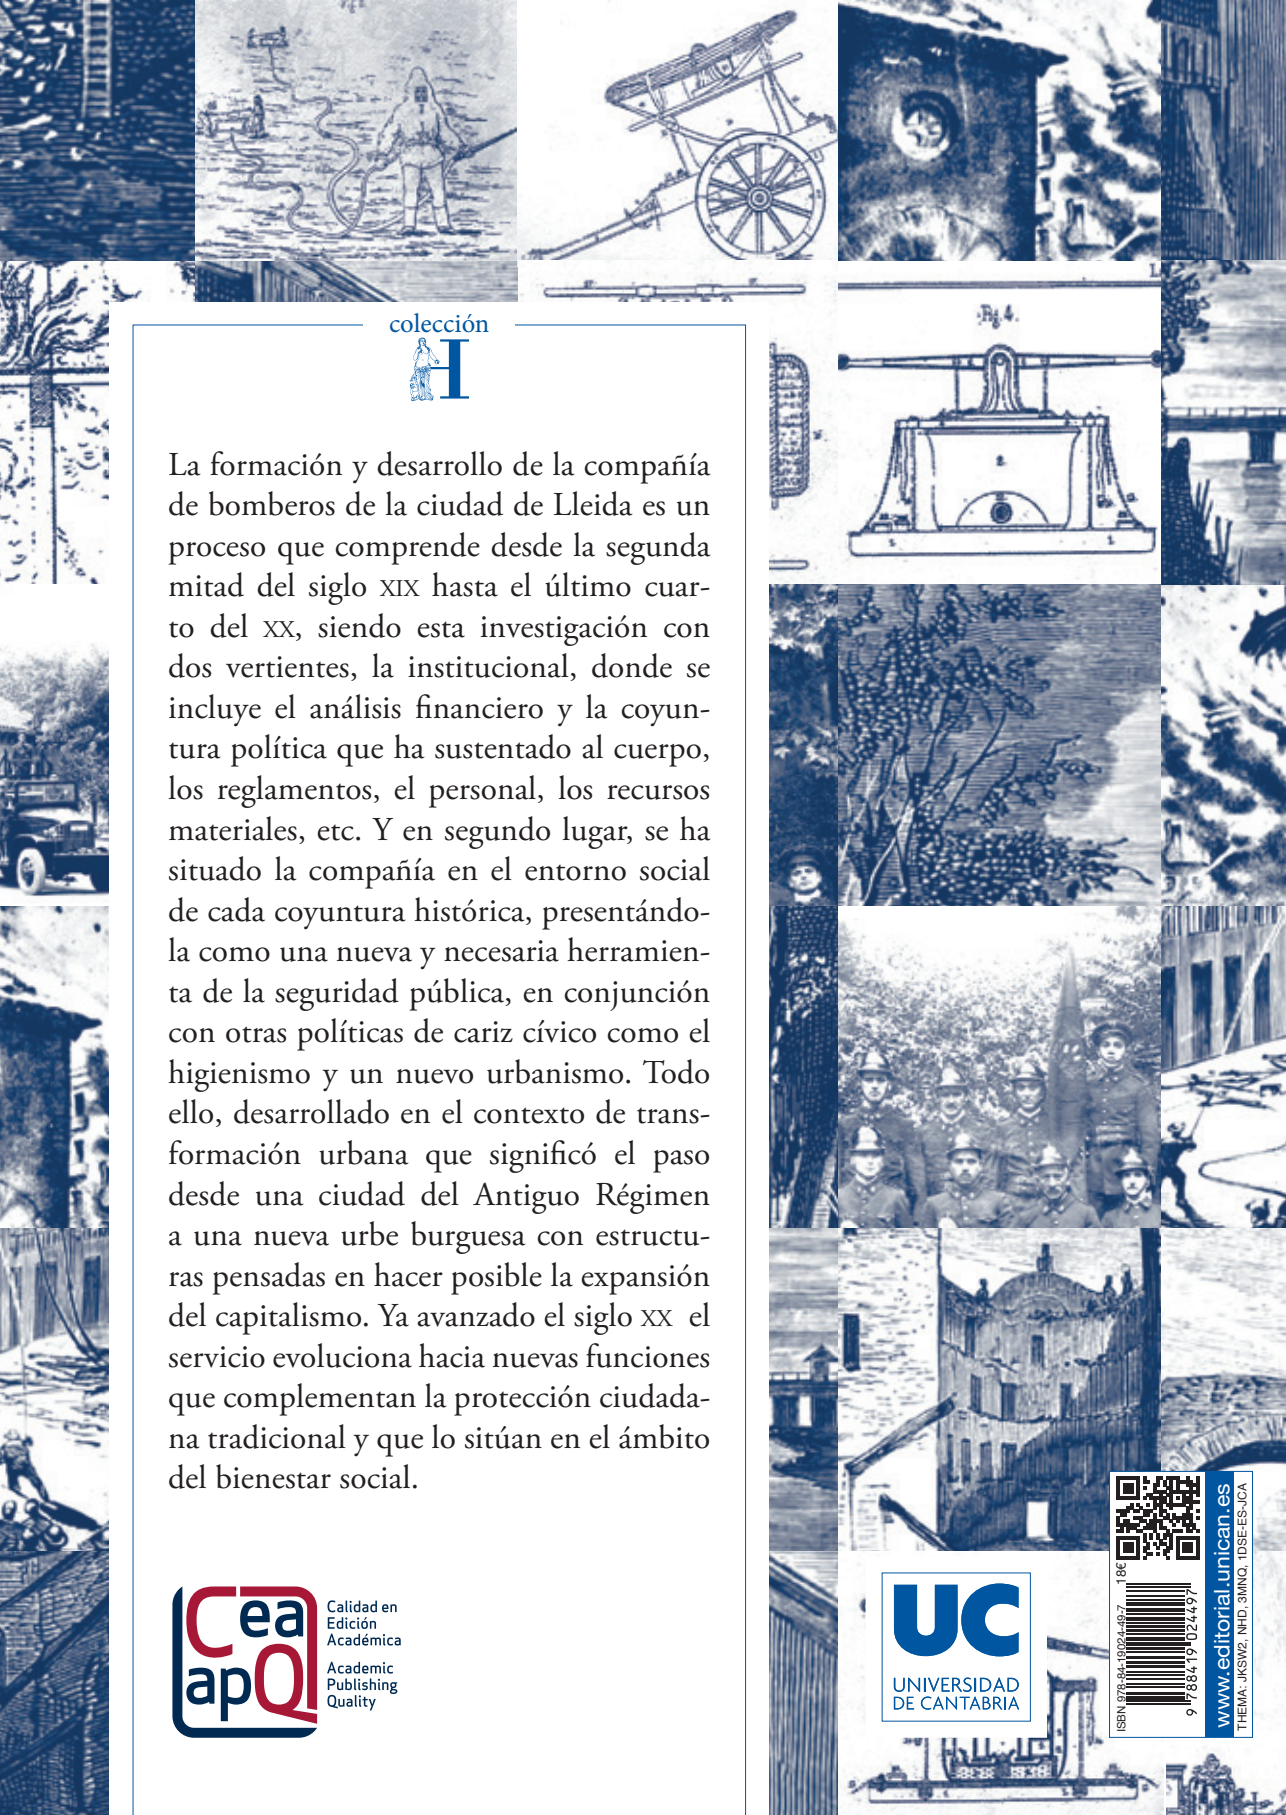 Fig. 4.
colección
H
La formación y desarrollo de la compañía
de bomberos de la ciudad de Lleida es un
proceso que comprende desde la segunda
mitad del siglo XIX hasta el último cuar-
to del XX, siendo esta investigación con
dos vertientes, la institucional, donde se
incluye el análisis financiero y la coyun-
tura política que ha sustentado al cuerpo,
los reglamentos, el personal, los recursos
materiales, etc. Y en segundo lugar, se ha
situado la compañía en el entorno social
de cada coyuntura histórica, presentándo-
la como una nueva y necesaria herramien-
ta de la seguridad pública, en conjunción
con otras políticas de cariz cívico como el
higienismo y un nuevo urbanismo. Todo
ello, desarrollado en el contexto de trans-
formación urbana que significó el paso
desde una ciudad del Antiguo Régimen
a una nueva urbe burguesa con estructu-
ras pensadas en hacer posible la expansión
del capitalismo. Ya avanzado el siglo XX el
servicio evoluciona hacia nuevas funciones
que complementan la protección ciudada-
na tradicional y que lo sitúan en el ámbito
del bienestar social.
Cea
apQ
Calidad en
Edición
Académica
Academic
Publishing
Quality
UC
UNIVERSIDAD
DE CANTABRIA
ISBN 978-84-19024-49-7 18€
9 788419 024497
www.editorial.unican.es
THEMA: JKSW2, NHD, 3MNQ, 1DSE-ES-JCA